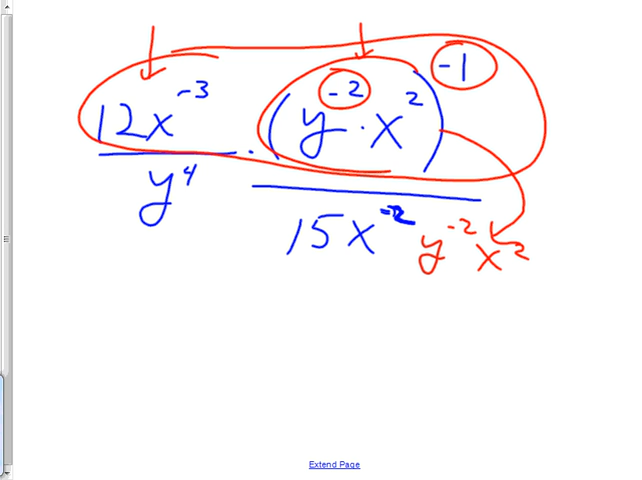 12x^-3 · (y^-2 · x^2)^-1
y^4 15x^-2 y^-2 x^2
Extend Page